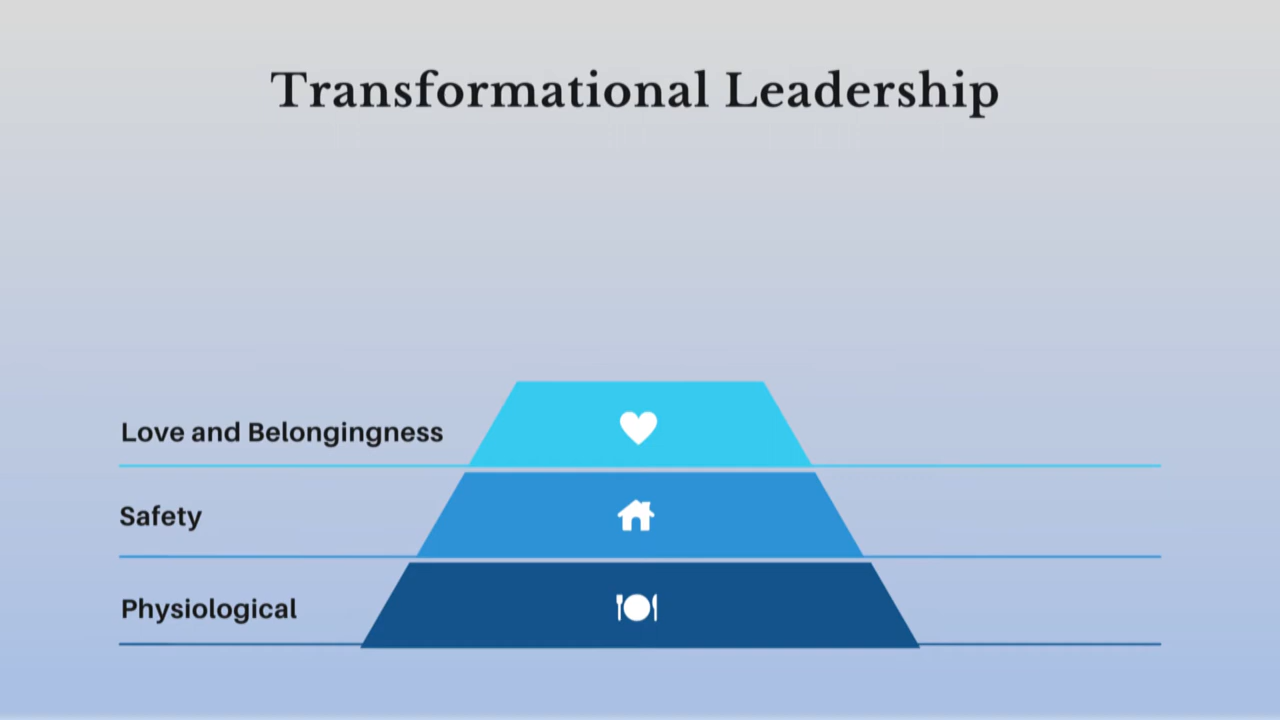 Transformational Leadership
Love and Belongingness
Safety
Physiological